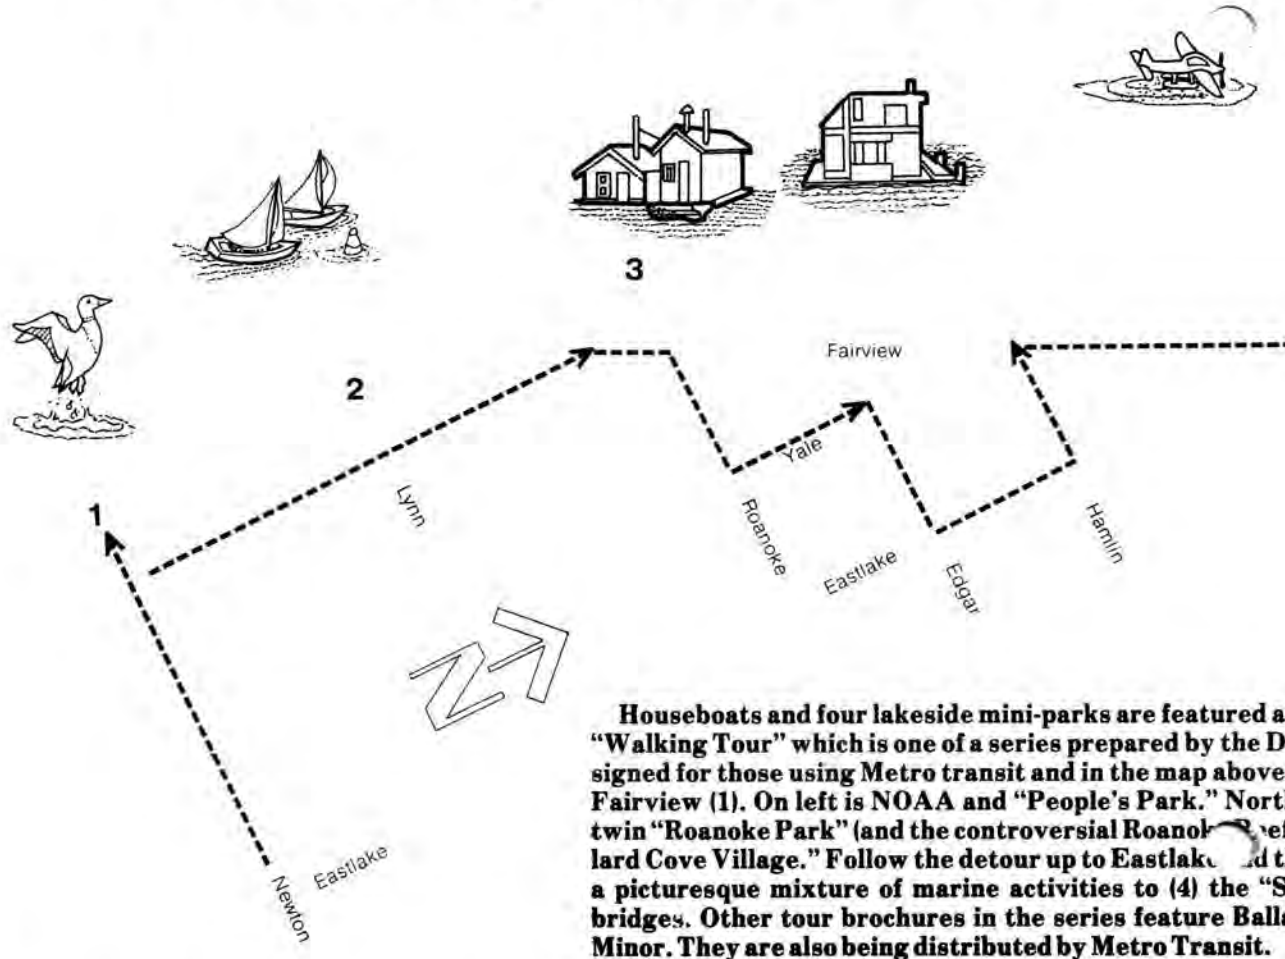 3
Fairview
2
Yale
Lynn
1
Roanoke
Hamlin
Eastlake
Edgar
N
Houseboats and four lakeside mini-parks are featured a
"Walking Tour" which is one of a series prepared by the D
signed for those using Metro transit and in the map above
Fairview (1). On left is NOAA and "People's Park." Nort
twin "Roanoke Park" (and the controversial
lard Cove Village." Follow the detour up to
a picturesque mixture of marine activities to (4) the "S
bridges. Other tour brochures in the series feature Balla
Minor. They are also being distributed by Metro Transit.
Eastlake
Newton